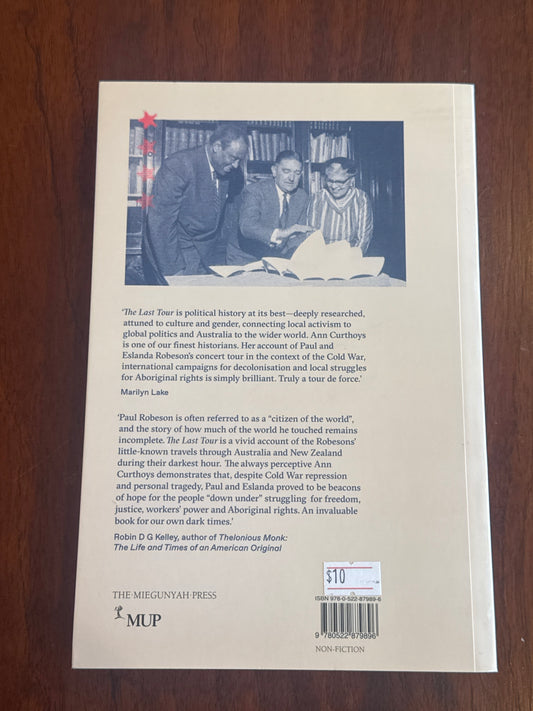 ‘The Last Tour is political history at its best—deeply researched,
attuned to culture and gender, connecting local activism to
global politics and Australia to the wider world. Ann Curthoys
is one of our finest historians. Her account of Paul and
Eslanda Robeson’s concert tour in the context of the Cold War,
international campaigns for decolonisation and local struggles
for Aboriginal rights is simply brilliant. Truly a tour de force.’
Marilyn Lake
‘Paul Robeson is often referred to as a “citizen of the world”,
and the story of how much of the world he touched remains
incomplete. The Last Tour is a vivid account of the Robesons’
little-known travels through Australia and New Zealand
during their darkest hour. The always perceptive Ann
Curthoys demonstrates that, despite Cold War repression
and personal tragedy, Paul and Eslanda proved to be beacons
of hope for the people “down under” struggling for freedom,
justice, workers’ power and Aboriginal rights. An invaluable
book for our own dark times.’
Robin D G Kelley, author of Thelonious Monk:
The Life and Times of an American Original
$10
ISBN 978-0-522-87989-6
9 780522 879896
NON-FICTION
THE·MIEGUNYAH·PRESS
MUP